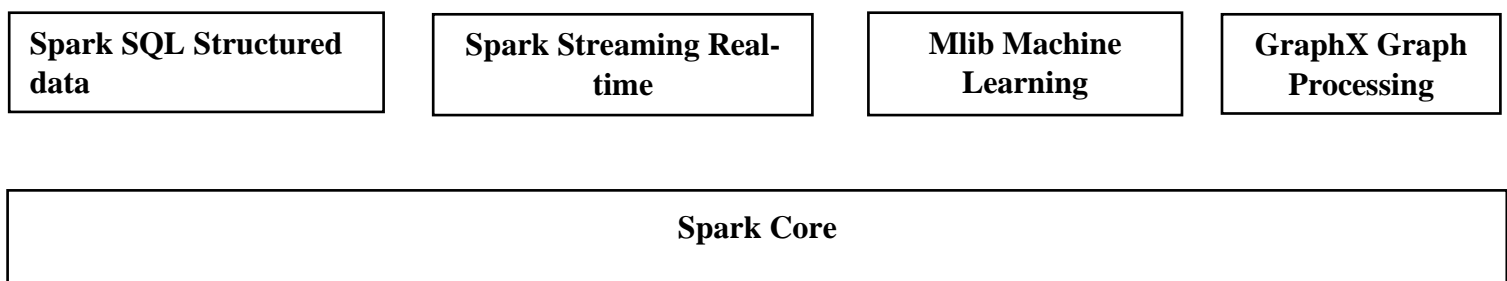 Spark SQL Structured
data
Spark Streaming Real-
time
Mlib Machine
Learning
GraphX Graph
Processing
Spark Core